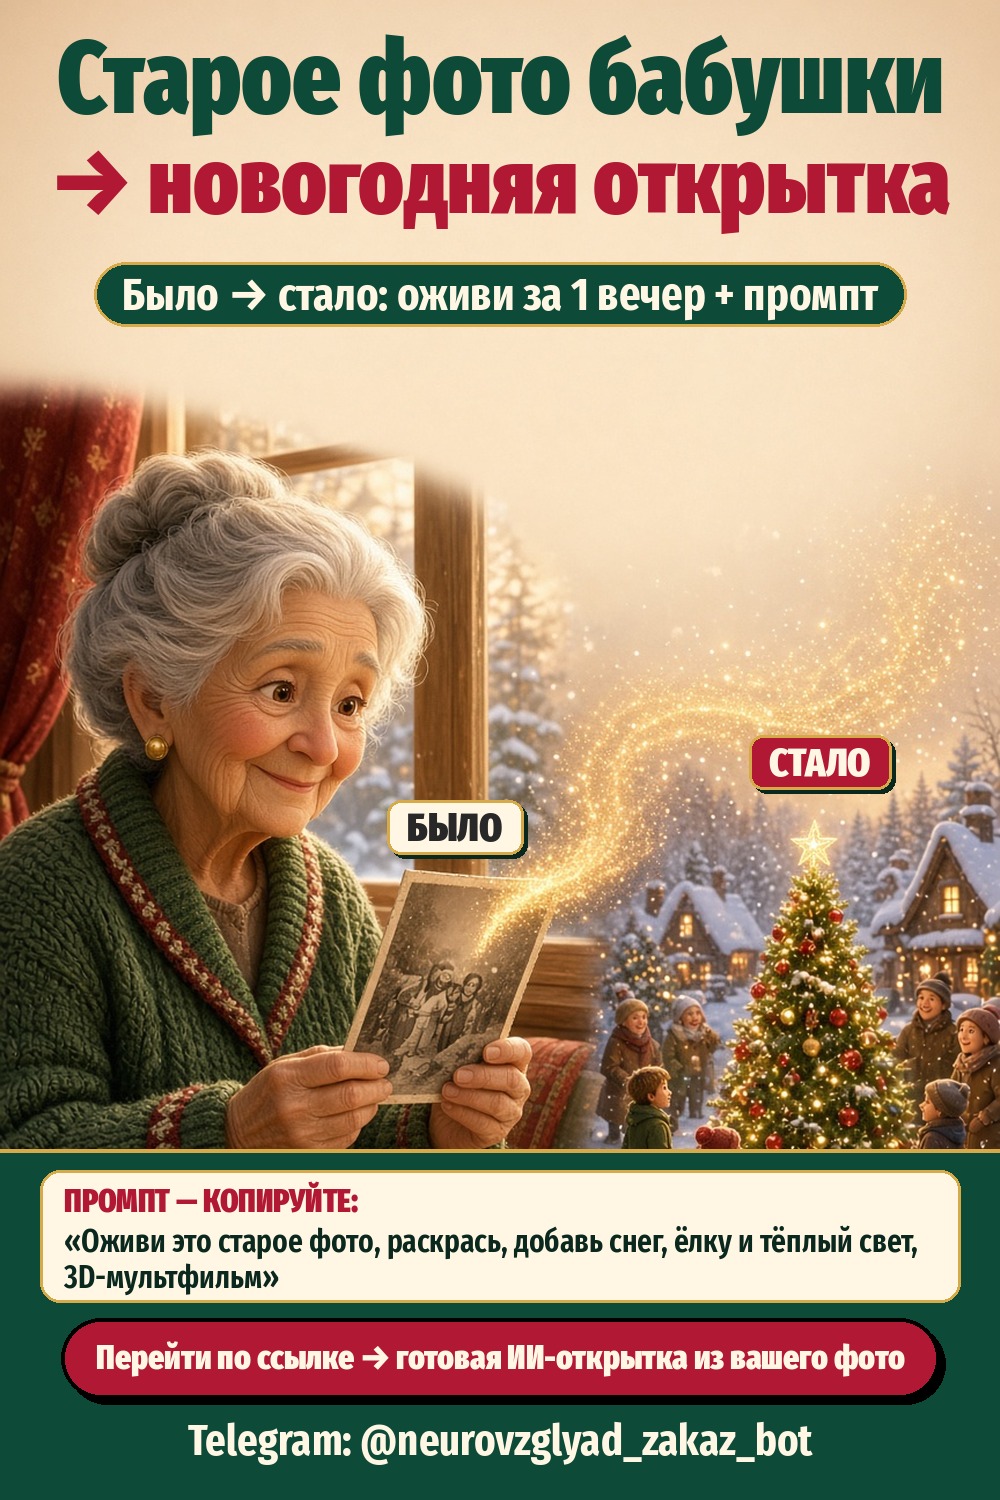 Старое фото бабушки
→ новогодняя открытка
Было → стало: оживи за 1 вечер + промпт
СТАЛО
БЫЛО
ПРОМПТ — КОПИРУЙТЕ:
«Оживи это старое фото, раскрась, добавь снег, ёлку и тёплый свет,
3D-мультфильм»
Перейти по ссылке → готовая ИИ-открытка из вашего фото
Telegram: @neurovzglyad_zakaz_bot